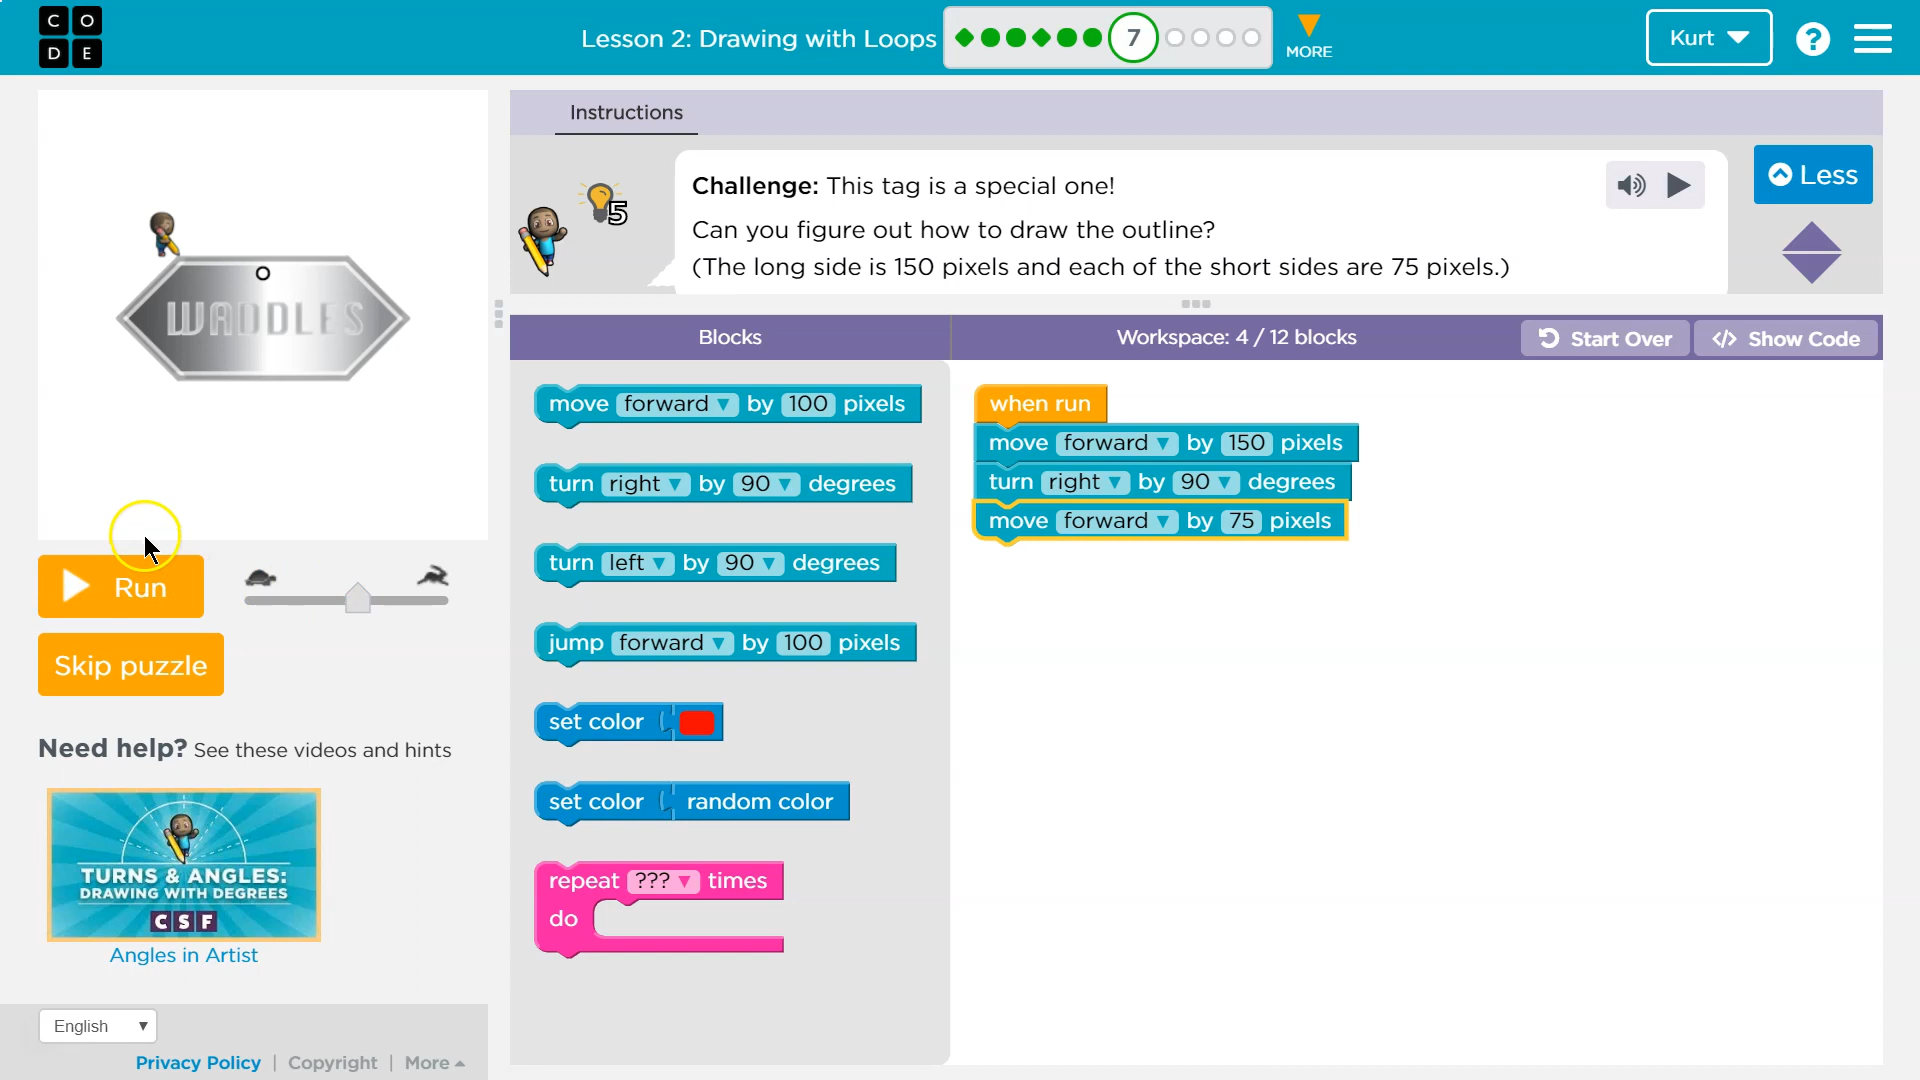 CO
DE
Lesson 2: Drawing with Loops
7
MORE
Kurt
?
Instructions
5
Challenge: This tag is a special one!
Can you figure out how to draw the outline?
(The long side is 150 pixels and each of the short sides are 75 pixels.)
Less
WADDLES
Blocks
Workspace: 4 / 12 blocks
Start Over
</> Show Code
move forward ▼ by 100 pixels
turn right ▼ by 90 ▼ degrees
turn left ▼ by 90 ▼ degrees
jump forward ▼ by 100 pixels
set color
set color random color
repeat ??? ▼ times
do
when run
move forward ▼ by 150 pixels
turn right ▼ by 90 ▼ degrees
move forward ▼ by 75 pixels
Run
Skip puzzle
Need help? See these videos and hints
TURNS & ANGLES:
DRAWING WITH DEGREES
CSF
Angles in Artist
English
Privacy Policy | Copyright | More